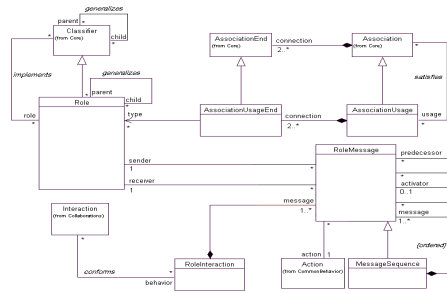 generalizes
parent
Classifier
(from Core)
child
*
AssociationEnd
(from Core)
connection
2..*
Association
(from Core)
*
implements
generalizes
parent
satisfies
Role
child
role
*
type
*
AssociationUsageEnd
connection
2..*
AssociationUsage
usage
*
RoleMessage
predecessor
*
sender
1
*
activator
0..1
receiver
1
*
message
1..*
message
1..*
Interaction
(from Collaborations)
*
{ordered}
conforms
*
behavior
RoleInteraction
*
action
1
Action
(from CommonBehavior)
MessageSequence